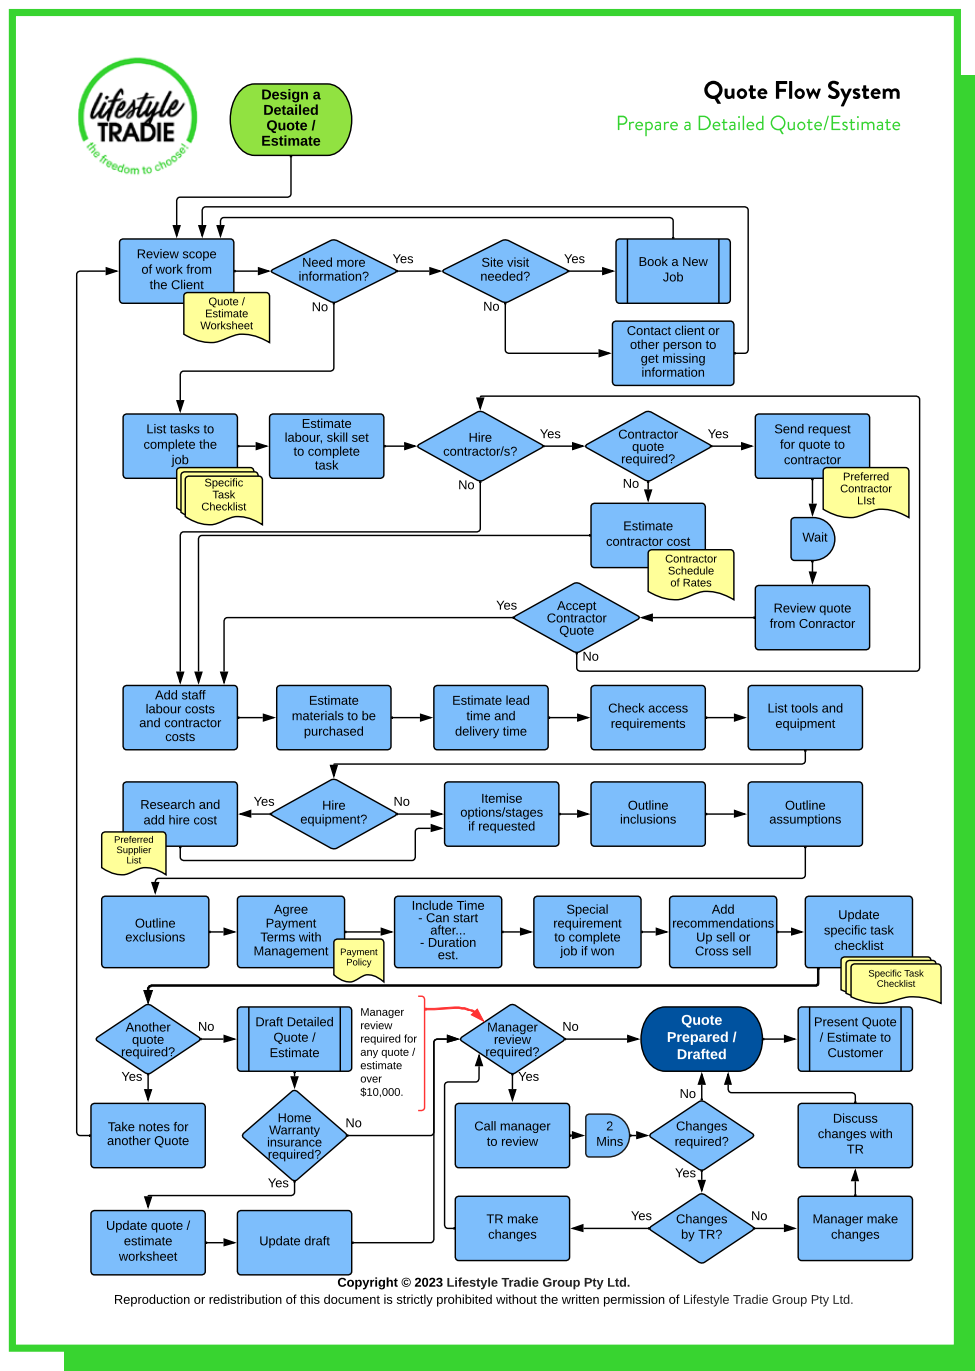 lifestyle
TRADIE
the freedom to choose!
Design a
Detailed
Quote /
Estimate
Quote Flow System
Prepare a Detailed Quote/Estimate
Review scope
of work from
the Client
Quote /
Estimate
Worksheet
Need more
information?
Yes
No
Site visit
needed?
Yes
No
Book a New
Job
Contact client or
other person to
get missing
information
List tasks to
complete the
job
Specific
Task
Checklist
Estimate
labour, skill set
to complete
task
Hire
contractor/s?
Yes
No
Contractor
quote
required?
Yes
No
Send request
for quote to
contractor
Preferred
Contractor
LIst
Estimate
contractor cost
Contractor
Schedule
of Rates
Wait
Review quote
from Conractor
Accept
Contractor
Quote
Yes
No
Add staff
labour costs
and contractor
costs
Estimate
materials to be
purchased
Estimate lead
time and
delivery time
Check access
requirements
List tools and
equipment
Research and
add hire cost
Preferred
Supplier
List
Yes
Hire
equipment?
No
Itemise
options/stages
if requested
Outline
inclusions
Outline
assumptions
Outline
exclusions
Agree
Payment
Terms with
Management
Payment
Policy
Include Time
- Can start
after...
- Duration
est.
Special
requirement
to complete
job if won
Add
recommendations
Up sell or
Cross sell
Update
specific task
checklist
Specific Task
Checklist
Another
quote
required?
No
Yes
Draft Detailed
Quote /
Estimate
Manager
review
required for
any quote /
estimate
over
$10,000.
Manager
review
required?
No
Yes
Quote
Prepared /
Drafted
Present Quote
/ Estimate to
Customer
Take notes for
another Quote
Home
Warranty
insurance
required?
No
Yes
Call manager
to review
2
Mins
Changes
required?
No
Yes
Discuss
changes with
TR
Update quote /
estimate
worksheet
Update draft
TR make
changes
Yes
Changes
by TR?
No
Manager make
changes
Copyright © 2023 Lifestyle Tradie Group Pty Ltd.
Reproduction or redistribution of this document is strictly prohibited without the written permission of Lifestyle Tradie Group Pty Ltd.